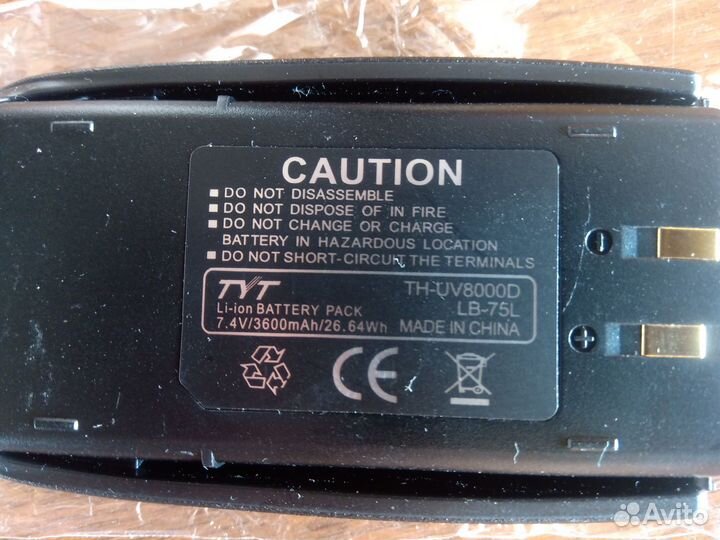 CAUTION
DO NOT DISASSEMBLE
DO NOT DISPOSE OF IN FIRE
DO NOT CHANGE OR CHARGE
BATTERY IN HAZARDOUS LOCATION
DO NOT SHORT-CIRCUIT THE TERMINALS
TYT TH-UV8000D
Li-ion BATTERY PACK LB-75L
7.4V/3600mAh/26.64Wh MADE IN CHINA
CE
Avito